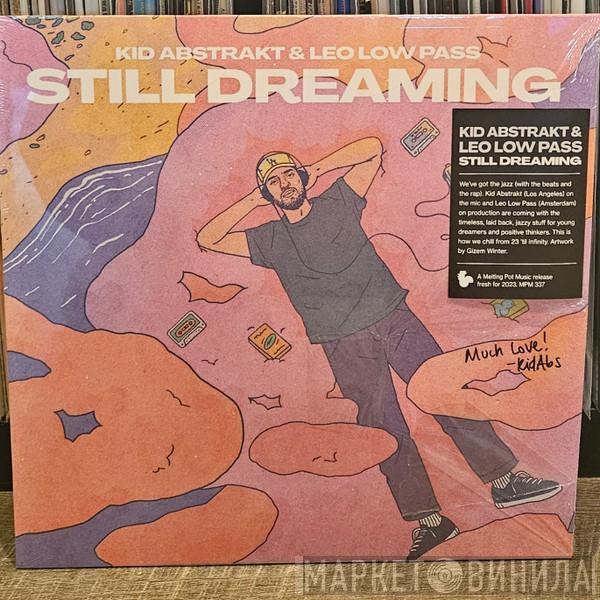 KID ABSTRAKT & LEO LOW PASS
STILL DREAMING
KID ABSTRAKT &
LEO LOW PASS
STILL DREAMING
We've got the jazz (with the beats and
the rap). Kid Abstrakt (Los Angeles) on
the mic and Leo Low Pass (Amsterdam)
on production are coming with the
timeless, laid back, jazzy stuff for young
dreamers and positive thinkers. This is
how we chill from 23 'til infinity. Artwork
by Gizem Winter.
A Melting Pot Music release
fresh for 2023. MPM 337
Much Love!
-KidAbs
МАРКЕТ ВИНИЛА